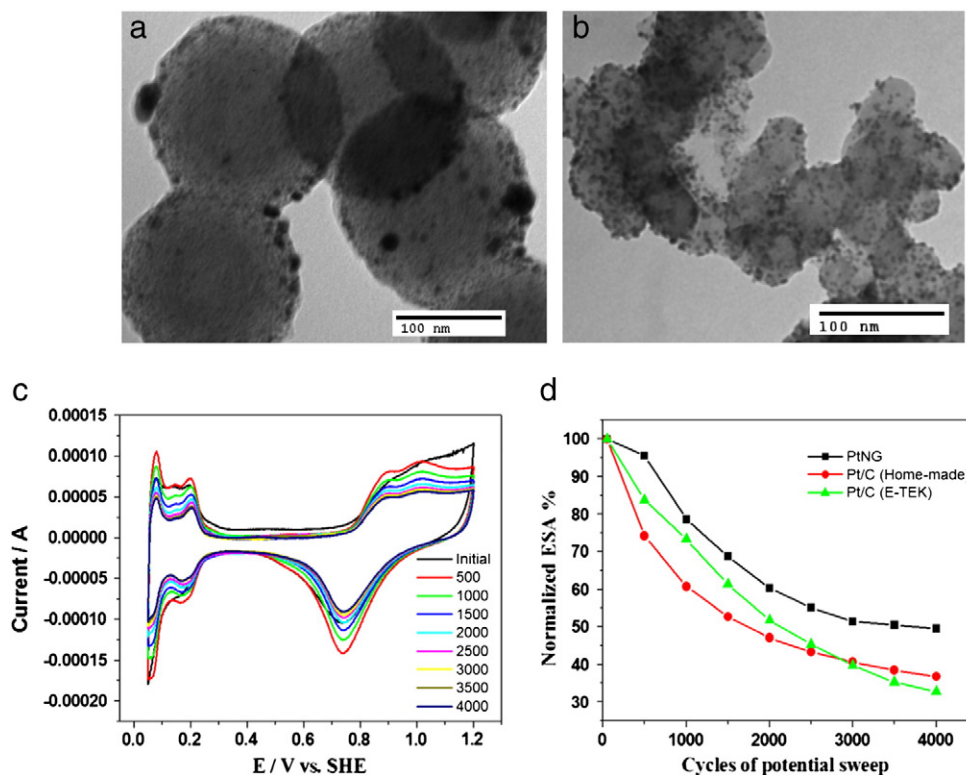 a
100 nm
b
100 nm
c
Current / A
0.00015
0.00010
0.00005
0.00000
-0.00005
-0.00010
-0.00015
-0.00020
Initial
500
1000
1500
2000
2500
3000
3500
4000
0.0 0.2 0.4 0.6 0.8 1.0 1.2
E / V vs. SHE
d
Normalized ESA %
100
90
80
70
60
50
40
30
PtNG
Pt/C (Home-made)
Pt/C (E-TEK)
0 1000 2000 3000 4000
Cycles of potential sweep